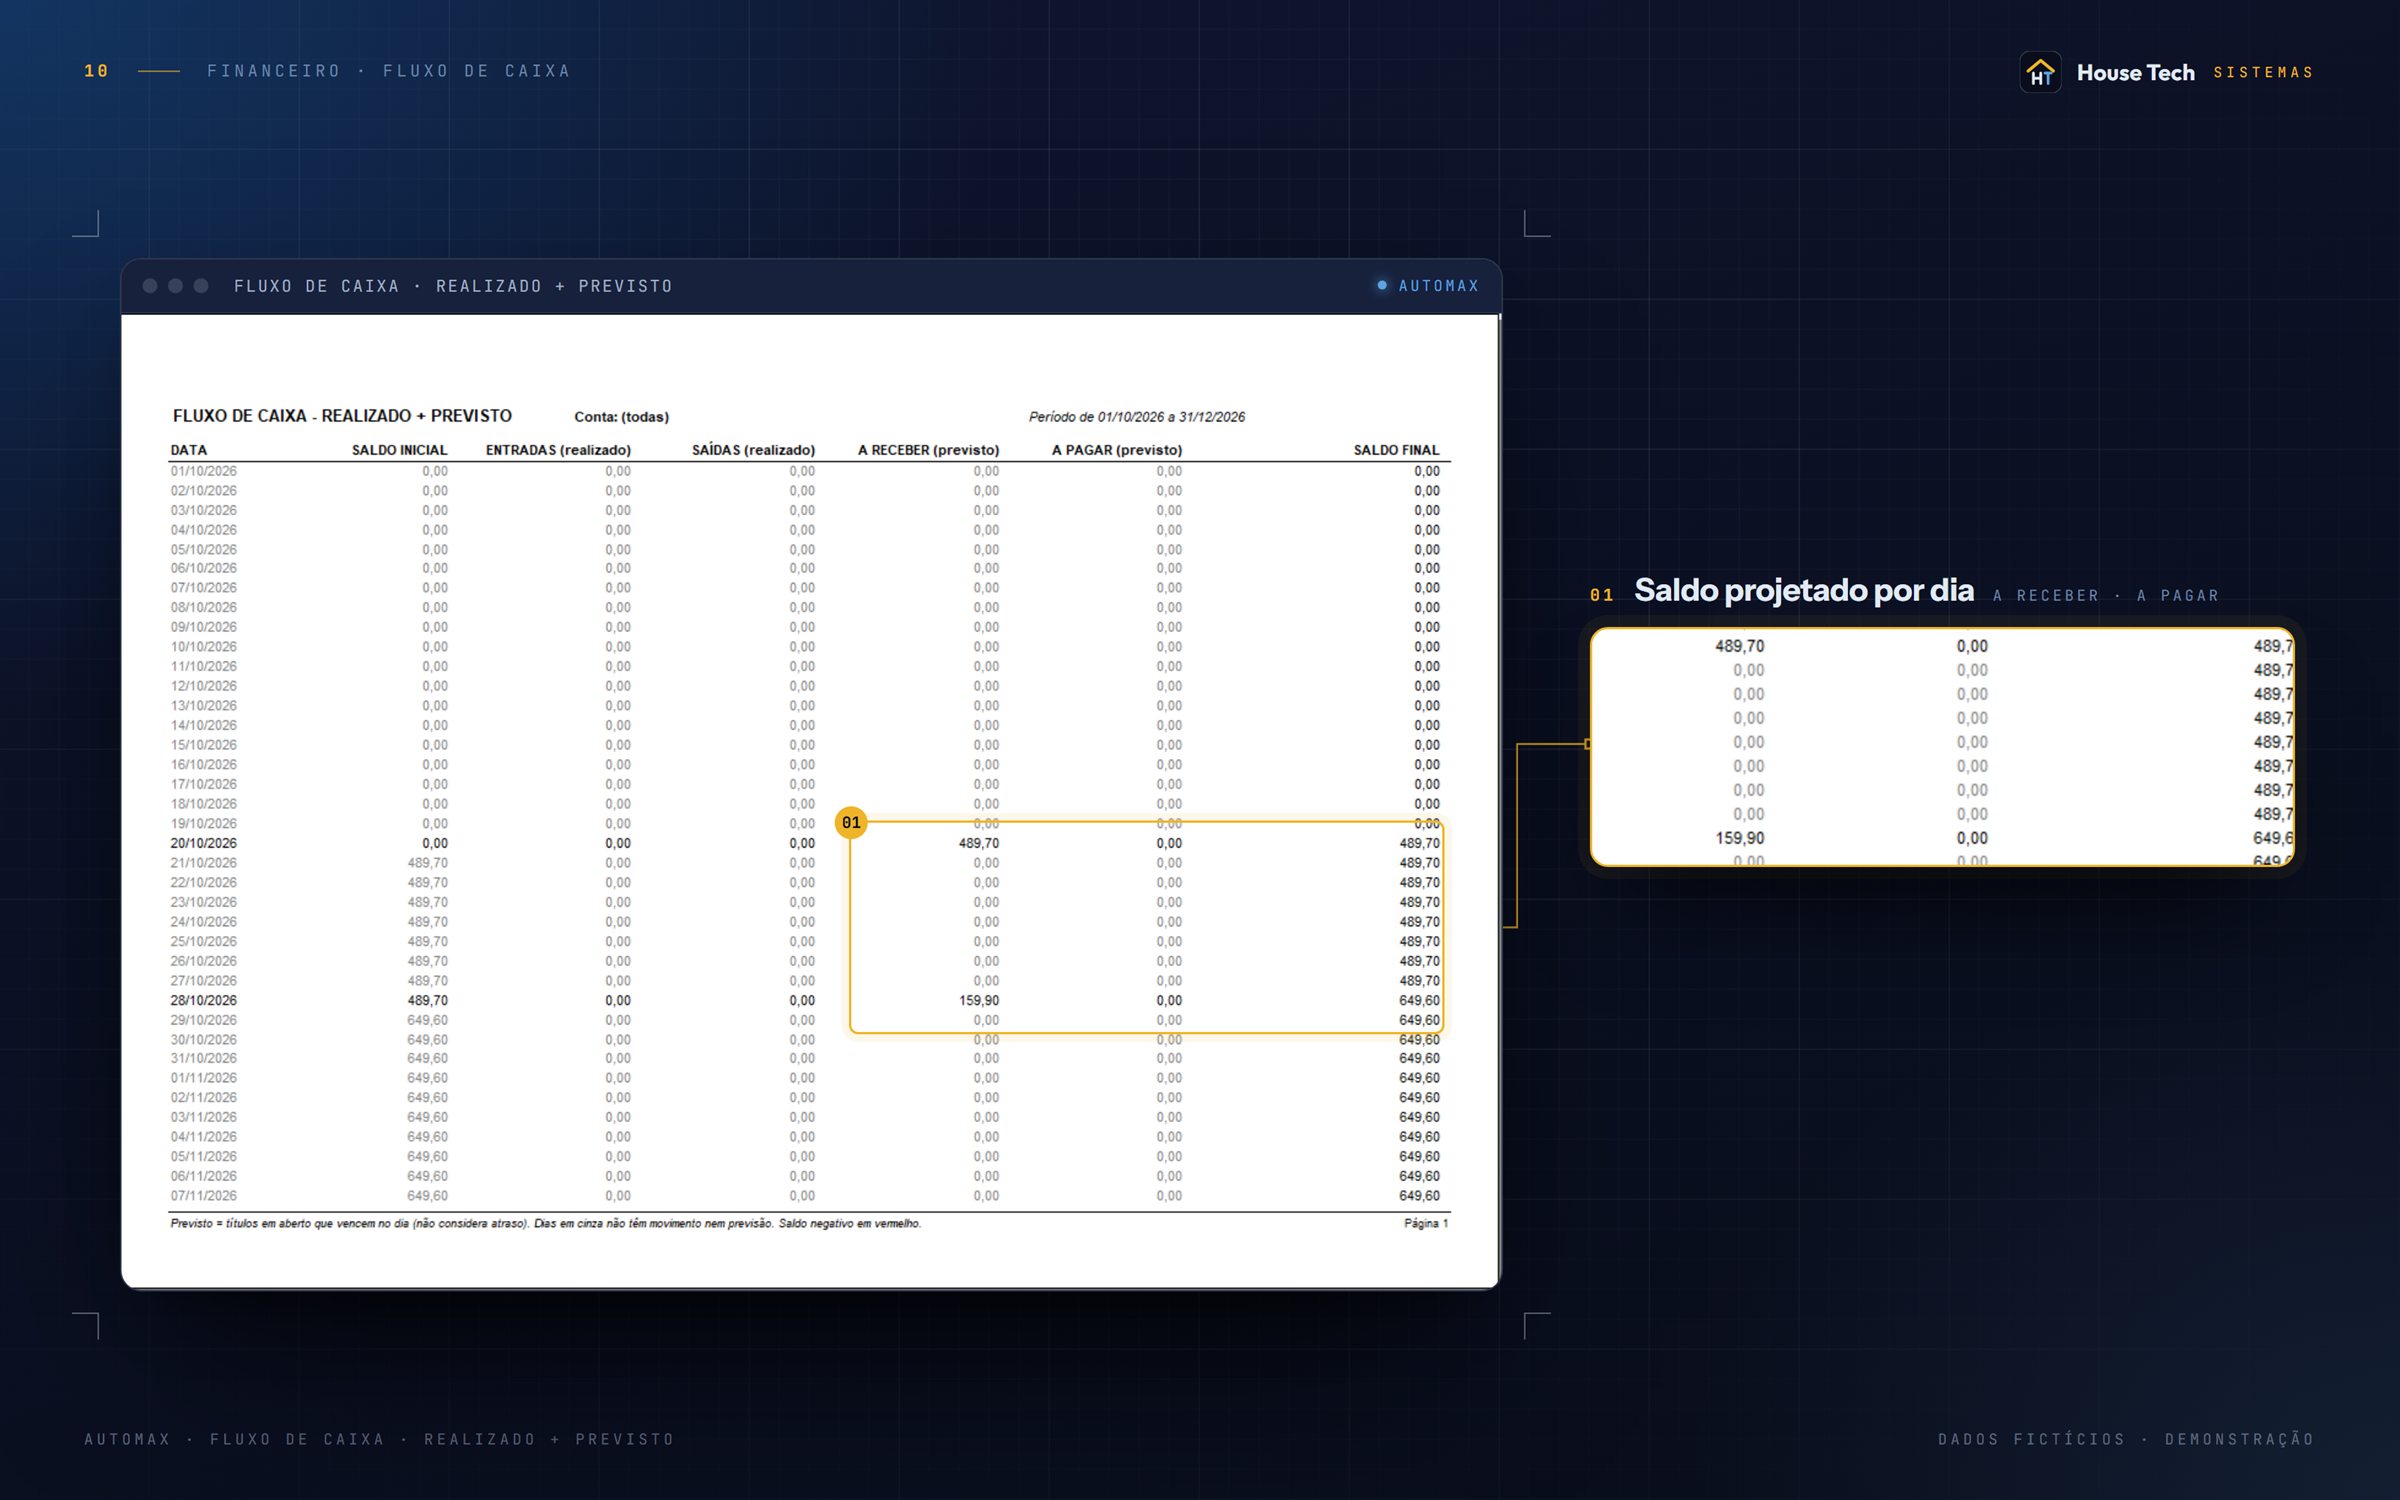 10 FINANCEIRO · FLUXO DE CAIXA
HT House Tech SISTEMAS
FLUXO DE CAIXA · REALIZADO + PREVISTO
AUTOMAX
FLUXO DE CAIXA - REALIZADO + PREVISTO Conta: (todas) Período de 01/10/2026 a 31/12/2026
DATA SALDO INICIAL ENTRADAS (realizado) SAÍDAS (realizado) A RECEBER (previsto) A PAGAR (previsto) SALDO FINAL
01/10/2026 0,00 0,00 0,00 0,00 0,00 0,00
02/10/2026 0,00 0,00 0,00 0,00 0,00 0,00
03/10/2026 0,00 0,00 0,00 0,00 0,00 0,00
04/10/2026 0,00 0,00 0,00 0,00 0,00 0,00
05/10/2026 0,00 0,00 0,00 0,00 0,00 0,00
06/10/2026 0,00 0,00 0,00 0,00 0,00 0,00
07/10/2026 0,00 0,00 0,00 0,00 0,00 0,00
08/10/2026 0,00 0,00 0,00 0,00 0,00 0,00
09/10/2026 0,00 0,00 0,00 0,00 0,00 0,00
10/10/2026 0,00 0,00 0,00 0,00 0,00 0,00
11/10/2026 0,00 0,00 0,00 0,00 0,00 0,00
12/10/2026 0,00 0,00 0,00 0,00 0,00 0,00
13/10/2026 0,00 0,00 0,00 0,00 0,00 0,00
14/10/2026 0,00 0,00 0,00 0,00 0,00 0,00
15/10/2026 0,00 0,00 0,00 0,00 0,00 0,00
16/10/2026 0,00 0,00 0,00 0,00 0,00 0,00
17/10/2026 0,00 0,00 0,00 0,00 0,00 0,00
18/10/2026 0,00 0,00 0,00 0,00 0,00 0,00
19/10/2026 0,00 0,00 0,00 01 0,00 0,00 0,00
20/10/2026 0,00 0,00 0,00 489,70 0,00 489,70
21/10/2026 489,70 0,00 0,00 0,00 0,00 489,70
22/10/2026 489,70 0,00 0,00 0,00 0,00 489,70
23/10/2026 489,70 0,00 0,00 0,00 0,00 489,70
24/10/2026 489,70 0,00 0,00 0,00 0,00 489,70
25/10/2026 489,70 0,00 0,00 0,00 0,00 489,70
26/10/2026 489,70 0,00 0,00 0,00 0,00 489,70
27/10/2026 489,70 0,00 0,00 0,00 0,00 489,70
28/10/2026 489,70 0,00 0,00 159,90 0,00 649,60
29/10/2026 649,60 0,00 0,00 0,00 0,00 649,60
30/10/2026 649,60 0,00 0,00 0,00 0,00 649,60
31/10/2026 649,60 0,00 0,00 0,00 0,00 649,60
01/11/2026 649,60 0,00 0,00 0,00 0,00 649,60
02/11/2026 649,60 0,00 0,00 0,00 0,00 649,60
03/11/2026 649,60 0,00 0,00 0,00 0,00 649,60
04/11/2026 649,60 0,00 0,00 0,00 0,00 649,60
05/11/2026 649,60 0,00 0,00 0,00 0,00 649,60
06/11/2026 649,60 0,00 0,00 0,00 0,00 649,60
07/11/2026 649,60 0,00 0,00 0,00 0,00 649,60
Previsto = títulos em aberto que vencem no dia (não considera atraso). Dias em cinza não têm movimento nem previsão. Saldo negativo em vermelho. Página 1
01 Saldo projetado por dia A RECEBER · A PAGAR
489,70 0,00 489,7
0,00 0,00 489,7
0,00 0,00 489,7
0,00 0,00 489,7
0,00 0,00 489,7
0,00 0,00 489,7
0,00 0,00 489,7
0,00 0,00 489,7
159,90 0,00 649,6
0,00 0,00 649,6
AUTOMAX · FLUXO DE CAIXA · REALIZADO + PREVISTO
DADOS FICTÍCIOS · DEMONSTRAÇÃO